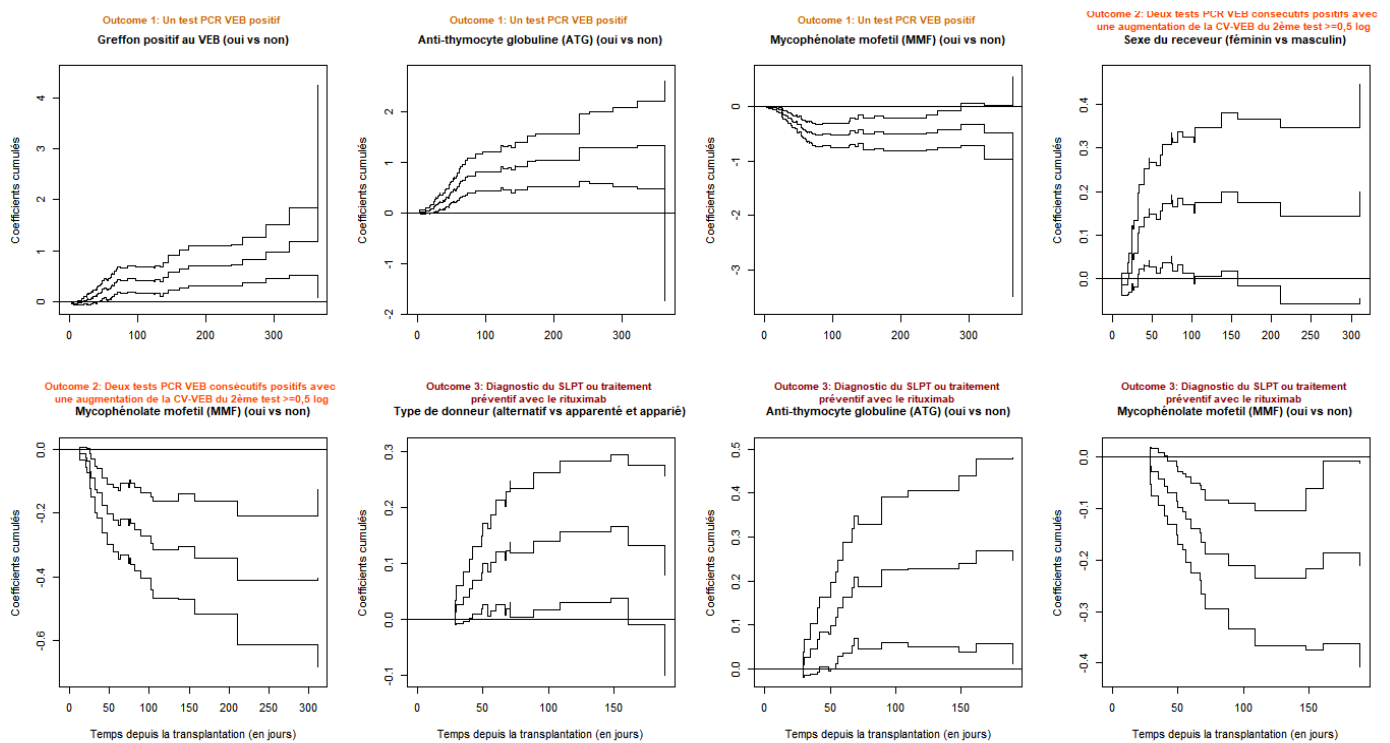 Outcome 1: Un test PCR VEB positif
Greffon positif au VEB (oui vs non)
Coefficients cumulés
4
3
2
1
0
0 100 200 300
Outcome 1: Un test PCR VEB positif
Anti-thymocyte globuline (ATG) (oui vs non)
Coefficients cumulés
2
1
0
-1
-2
0 100 200 300
Outcome 1: Un test PCR VEB positif
Mycophénolate mofetil (MMF) (oui vs non)
Coefficients cumulés
0
-1
-2
-3
0 100 200 300
Outcome 2: Deux tests PCR VEB consécutifs positifs avec
une augmentation de la CV-VEB du 2ème test >=0,5 log
Sexe du receveur (féminin vs masculin)
Coefficients cumulés
0.4
0.3
0.2
0.1
0.0
0 50 100 150 200 250 300
Outcome 2: Deux tests PCR VEB consécutifs positifs avec
une augmentation de la CV-VEB du 2ème test >=0,5 log
Mycophénolate mofetil (MMF) (oui vs non)
Coefficients cumulés
0.0
-0.2
-0.4
-0.6
0 50 100 150 200 250 300
Temps depuis la transplantation (en jours)
Outcome 3: Diagnostic du SLPT ou traitement
préventif avec le rituximab
Type de donneur (alternatif vs apparenté et apparié)
Coefficients cumulés
0.3
0.2
0.1
0.0
-0.1
0 50 100 150
Temps depuis la transplantation (en jours)
Outcome 3: Diagnostic du SLPT ou traitement
préventif avec le rituximab
Anti-thymocyte globuline (ATG) (oui vs non)
Coefficients cumulés
0.5
0.4
0.3
0.2
0.1
0.0
0 50 100 150
Temps depuis la transplantation (en jours)
Outcome 3: Diagnostic du SLPT ou traitement
préventif avec le rituximab
Mycophénolate mofetil (MMF) (oui vs non)
Coefficients cumulés
0.0
-0.1
-0.2
-0.3
-0.4
0 50 100 150
Temps depuis la transplantation (en jours)